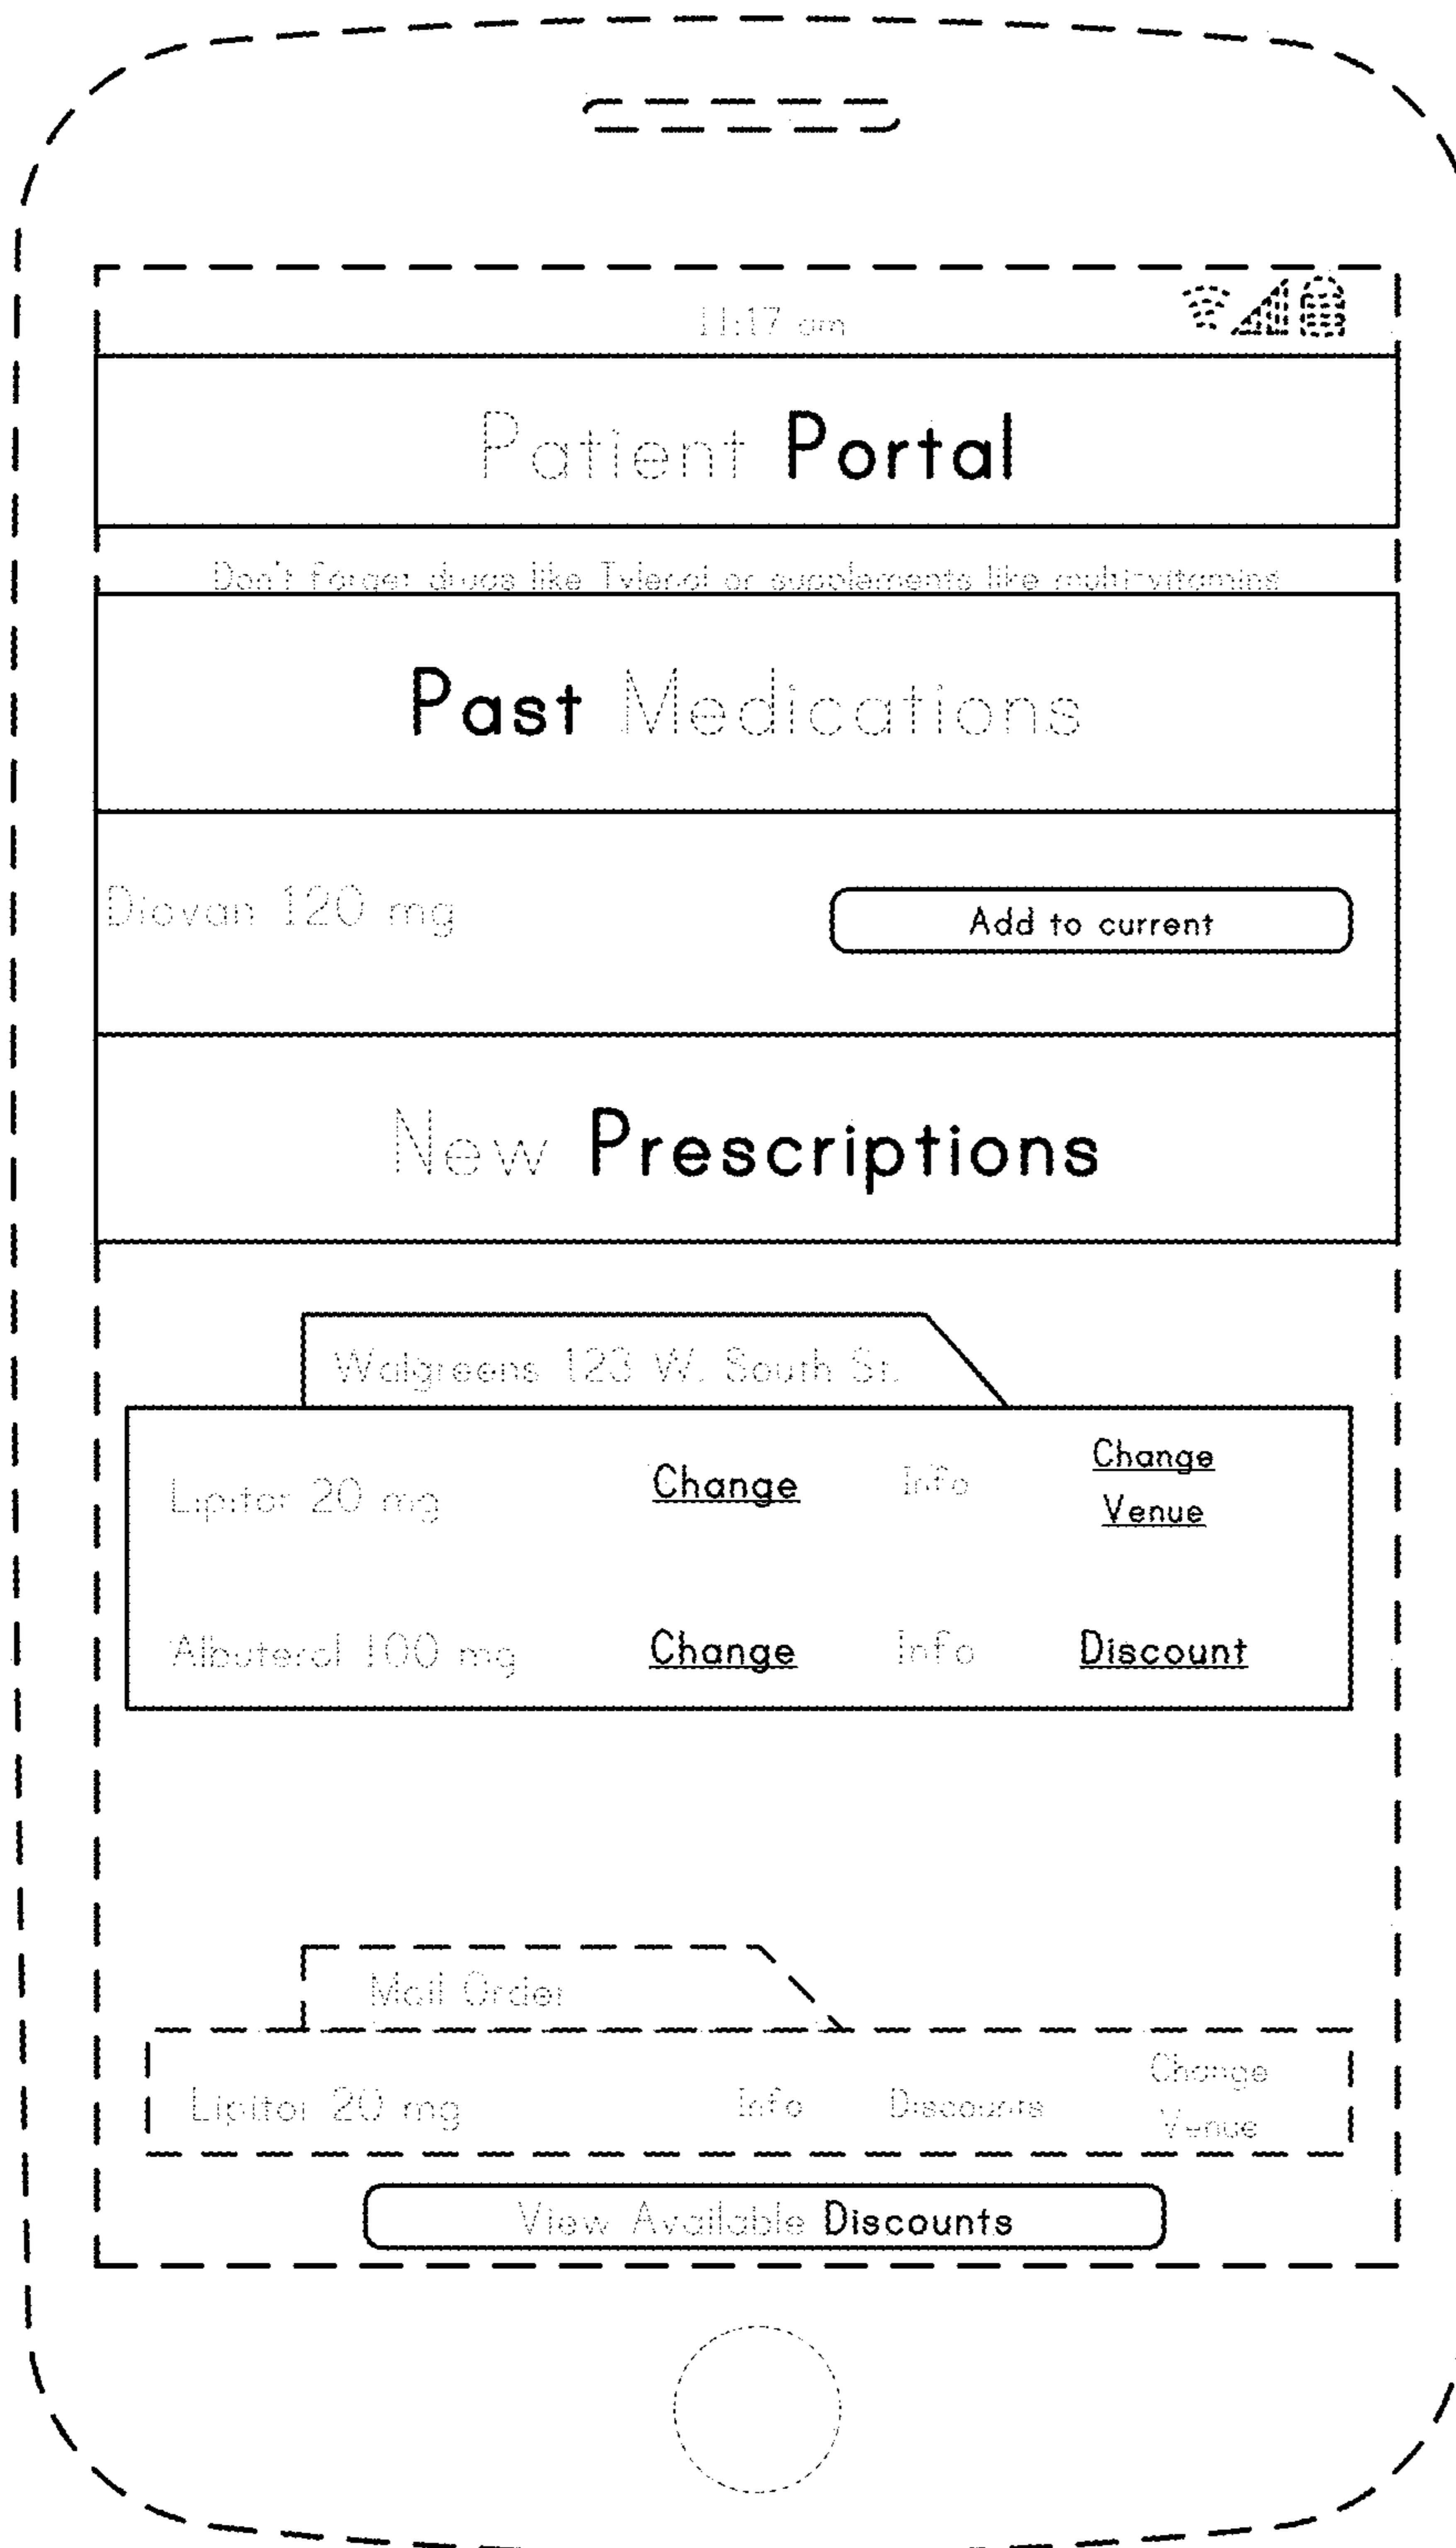 11:17 am
Patient Portal
Don't forget drugs like Tylenol or supplements like multi-vitamins
Past Medications
Diovan 120 mg
Add to current
New Prescriptions
Walgreens 123 W. South St.
Lipitor 20 mg Change Info Change Venue
Albuterol 100 mg Change Info Discount
Mail Order
Lipitor 20 mg Info Discounts Change Venue
View Available Discounts